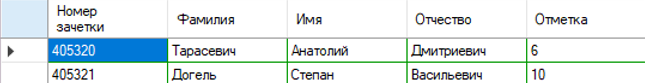 Номер зачетки Фамилия Имя Отчество Отметка
405320 Тарасевич Анатолий Дмитриевич 6
405321 Догель Степан Васильевич 10